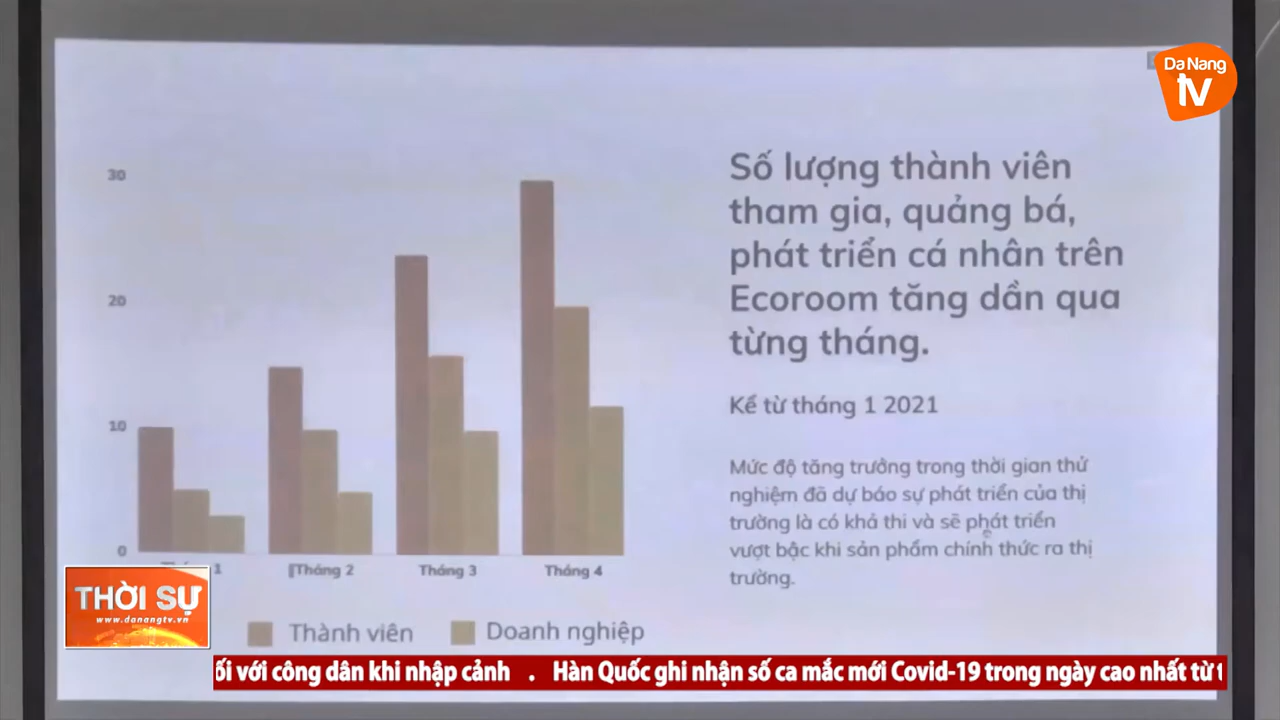 Da Nang
tv
30
20
10
0
1
Tháng 2
Tháng 3
Tháng 4
Thành viên
Doanh nghiệp
Số lượng thành viên
tham gia, quảng bá,
phát triển cá nhân trên
Ecoroom tăng dần qua
từng tháng.
Kể từ tháng 1 2021
Mức độ tăng trưởng trong thời gian thử
nghiệm đã dự báo sự phát triển của thị
trường là có khả thi và sẽ phát triển
vượt bậc khi sản phẩm chính thức ra thị
trường.
THỜI SỰ
www.danangtv.vn
ối với công dân khi nhập cảnh . Hàn Quốc ghi nhận số ca mắc mới Covid-19 trong ngày cao nhất từ t